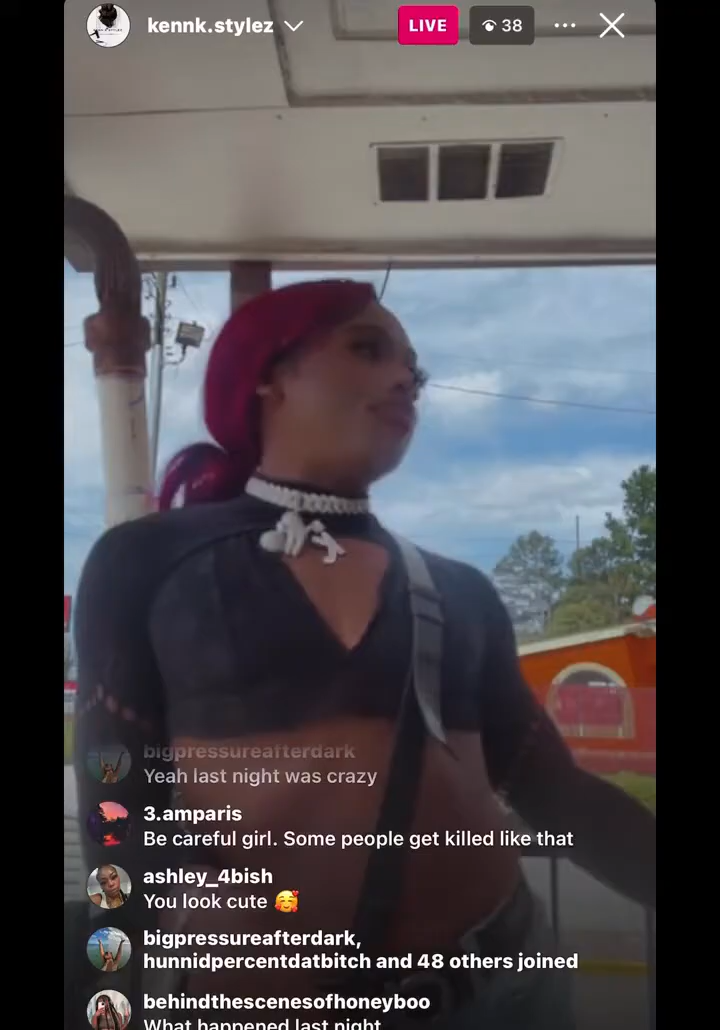 kennk.stylez
LIVE
38
bigpressureafterdark
Yeah last night was crazy
3.amparis
Be careful girl. Some people get killed like that
ashley_4bish
You look cute 🥰
bigpressureafterdark,
hunnidpercentdatbitch and 48 others joined
behindthescenesofhoneyboo
What happened last night